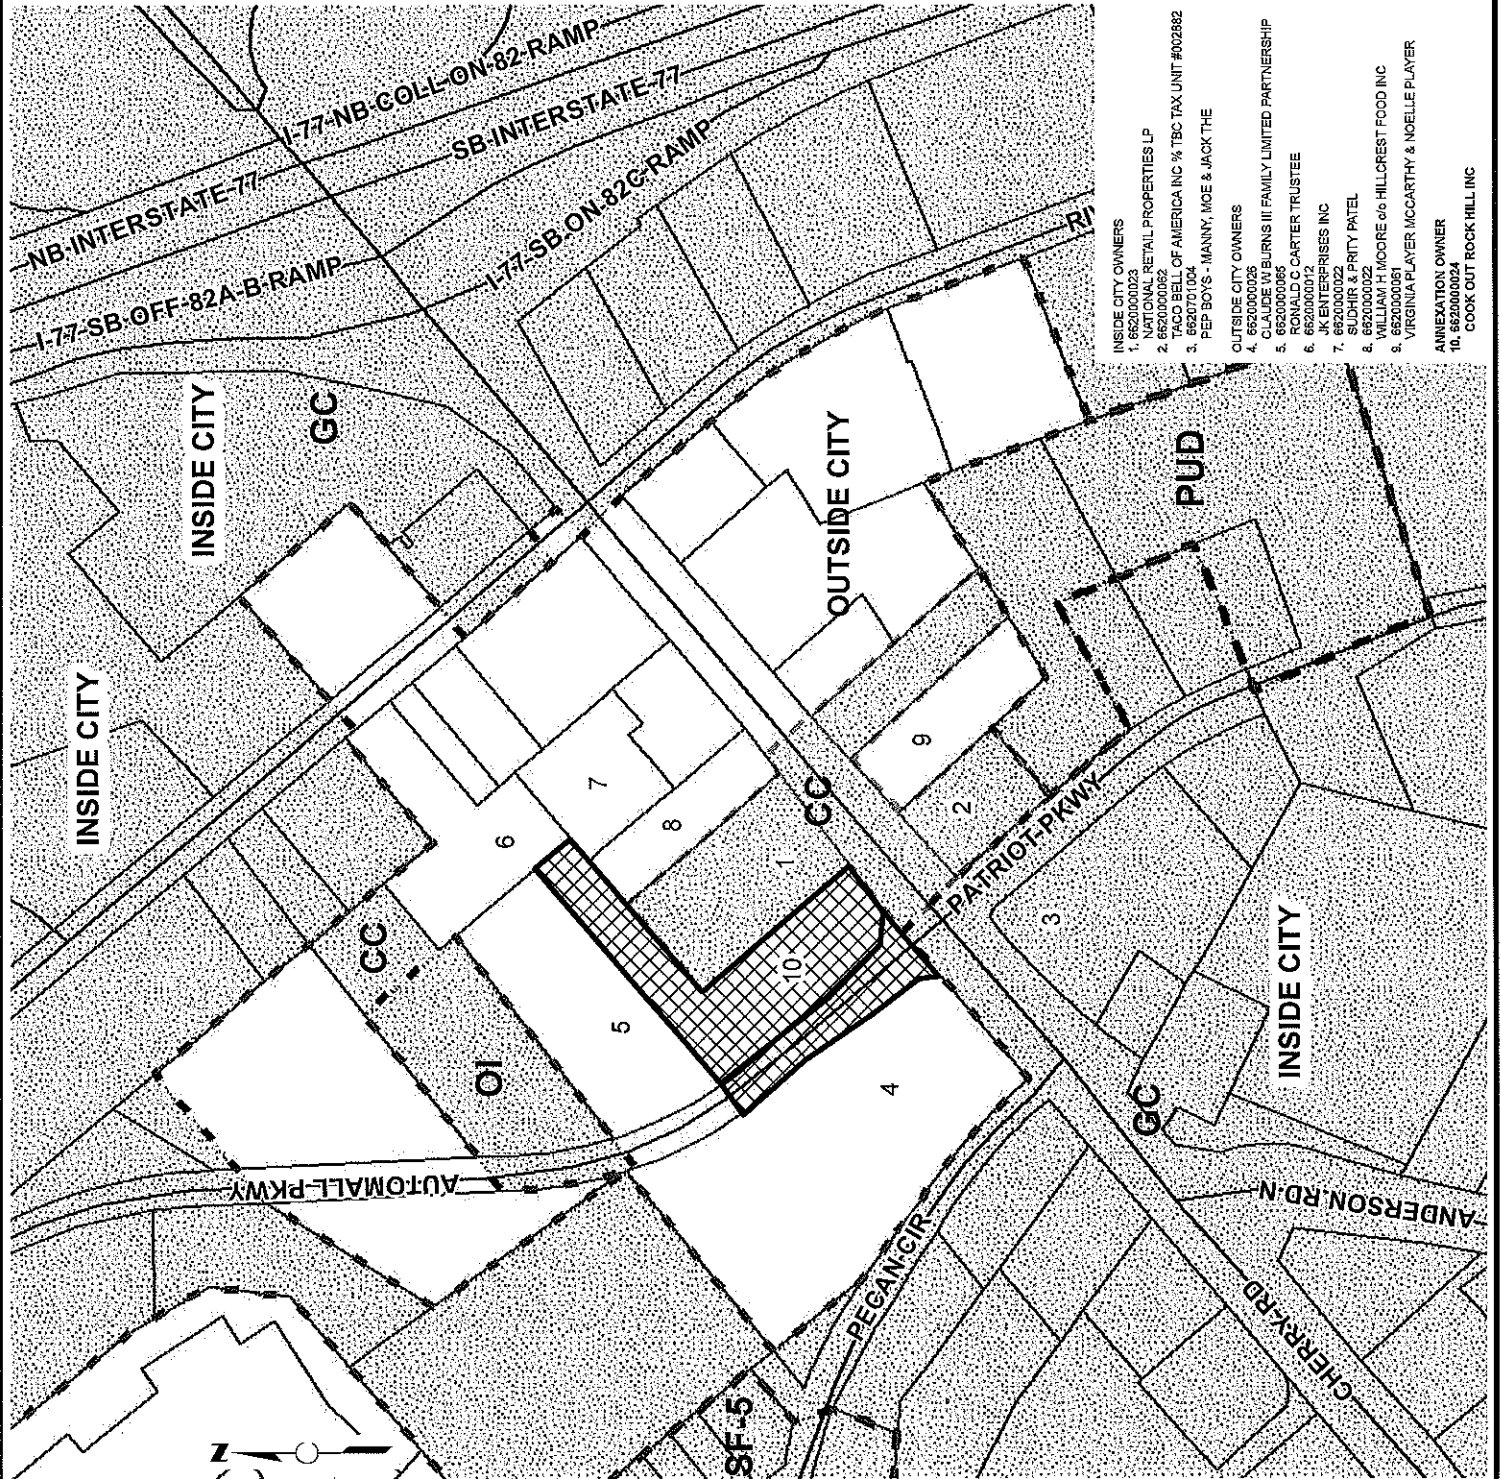 NB-INTERSTATE-77
I-77-NB-COLL-ON-82-RAMP
SB-INTERSTATE-77
I-77-SB-OFF-82A-B-RAMP
I-77-SB-ON-82C-RAMP
INSIDE CITY
GC
INSIDE CITY
OUTSIDE CITY
PUD
CC
OI
CC
1
2
3
4
5
6
7
8
9
10
AUTOMALL-PKWY
PATRIOT-PKWY
PECAN-CIR
CHERRY-RD
ANDERSON RD N
GC
INSIDE CITY
SF-5
N
INSIDE CITY OWNERS
1. 6620000023
NATIONAL RETAIL PROPERTIES LP
2. 6620000062
TACO BELL OF AMERICA INC % TBC TAX UNIT #002882
3. 6620701004
PEP BOYS - MANNY, MOE & JACK THE
OUTSIDE CITY OWNERS
4. 6620000026
CLAUDE W BURNS III FAMILY LIMITED PARTNERSHIP
5. 6620000065
RONALD C CARTER TRUSTEE
6. 6620000012
JK ENTERPRISES INC
7. 6620000022
SUDHIR & PRITY PATEL
8. 6620000022
WILLIAM H MOORE c/o HILLCREST FOOD INC
9. 6620000061
VIRGINIA PLAYER MCCARTHY & NOELLE PLAYER
ANNEXATION OWNER
10. 6620000024
COOK OUT ROCK HILL INC